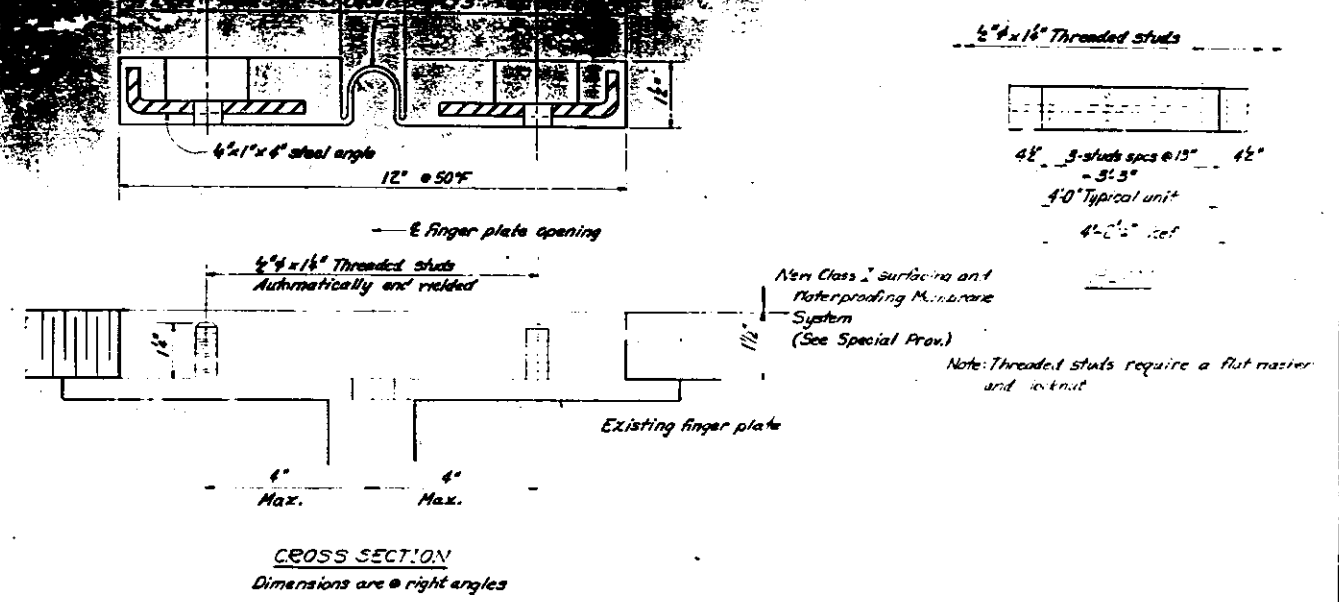 ½"ϕ x 1¼" Threaded studs
1½"
¼"x1"x4" steel angle
12" @ 50°F
4½" 3-studs spcs @ 13" 4½"
= 3'-3"
4'-0" Typical unit
℄ finger plate opening
½"ϕ x 1¼" Threaded studs
Automatically end welded
1¼"
New Class I surfacing and
Waterproofing Membrane
System
(See Special Prov.)
1½"
Note: Threaded studs require a flat washer
and locknut
Existing finger plate
4" 4"
Max. Max.
CROSS SECTION
Dimensions are @ right angles